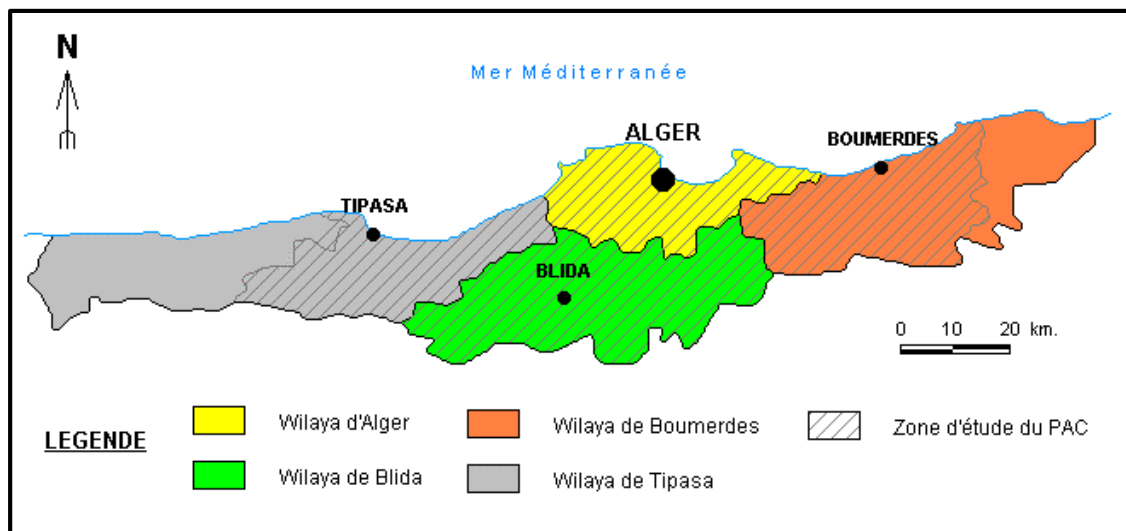 N
Mer Méditerranée
ALGER
BOUMERDES
TIPASA
BLIDA
0 10 20 km.
LEGENDE
Wilaya d'Alger
Wilaya de Boumerdes
Zone d'étude du PAC
Wilaya de Blida
Wilaya de Tipasa